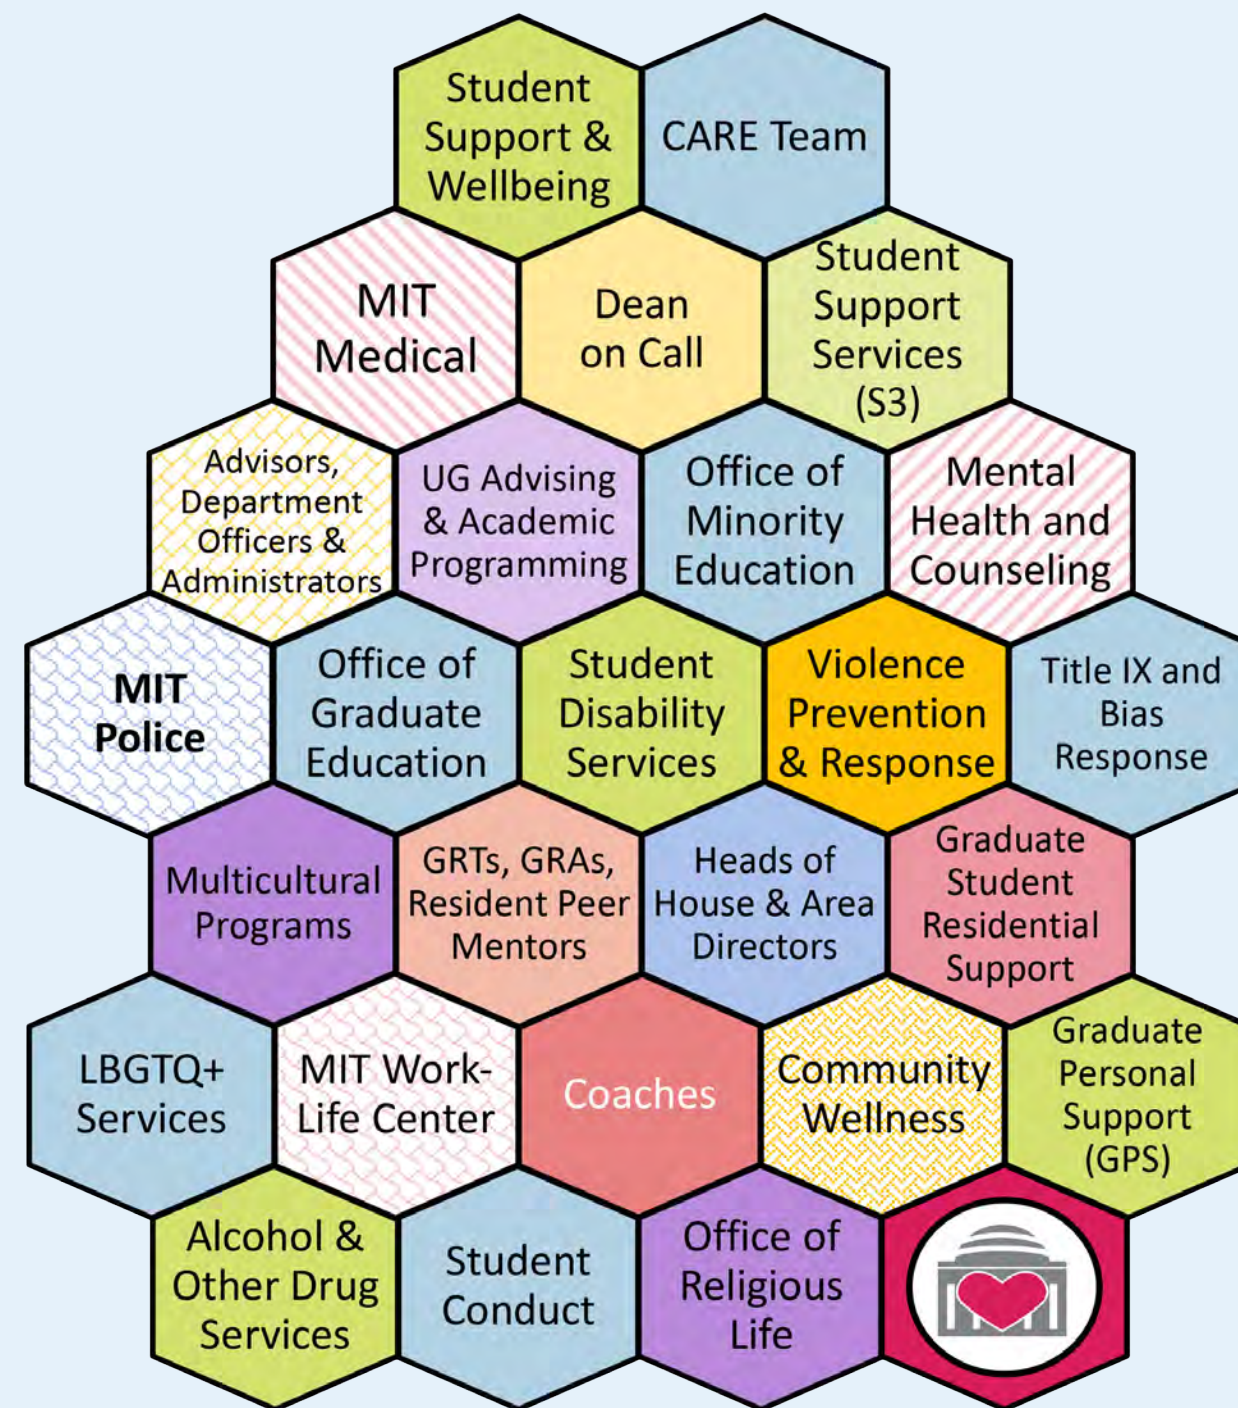 Student
Support &
Wellbeing
CARE Team
MIT
Medical
Dean
on Call
Student
Support
Services
(S3)
Advisors,
Department
Officers &
Administrators
UG Advising
& Academic
Programming
Office of
Minority
Education
Mental
Health and
Counseling
MIT
Police
Office of
Graduate
Education
Student
Disability
Services
Violence
Prevention
& Response
Title IX and
Bias
Response
Multicultural
Programs
GRTs, GRAs,
Resident Peer
Mentors
Heads of
House & Area
Directors
Graduate
Student
Residential
Support
LBGTQ+
Services
MIT Work-
Life Center
Coaches
Community
Wellness
Graduate
Personal
Support
(GPS)
Alcohol &
Other Drug
Services
Student
Conduct
Office of
Religious
Life